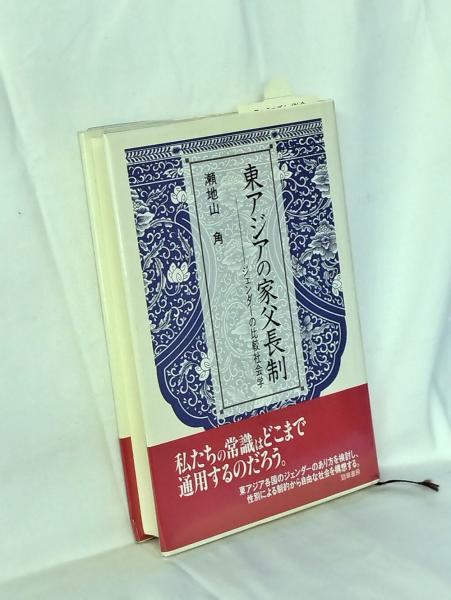 東アジアの家父長制
ジェンダーの比較社会学
瀬地山 角
私たちの常識はどこまで
通用するのだろう。
東アジア各国のジェンダーのあり方を検討し、
性別による制約から自由な社会を構想する。
勁草書房